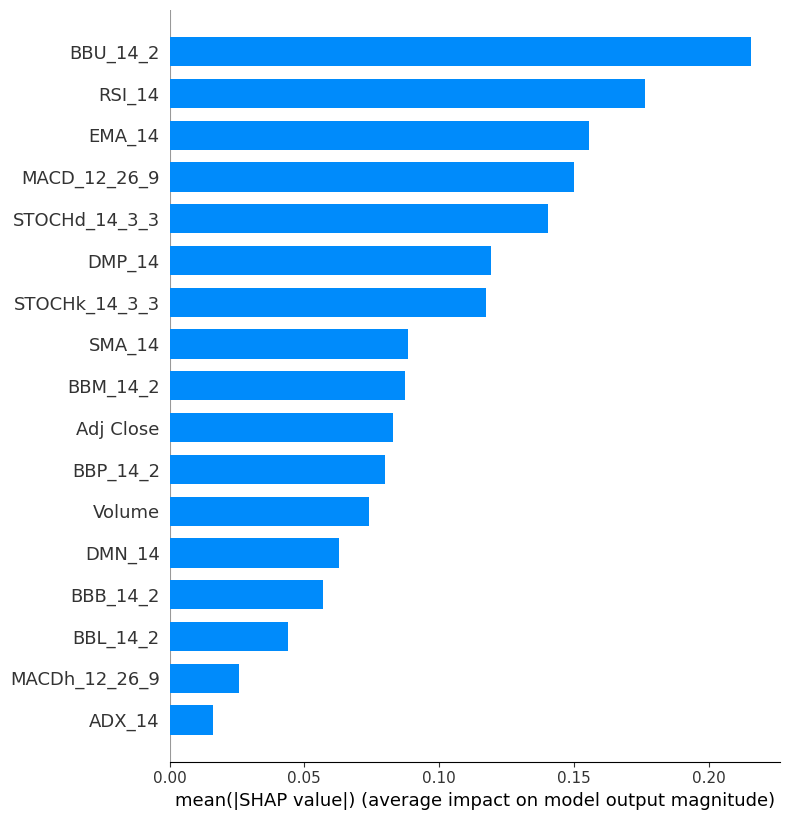 BBU_14_2
RSI_14
EMA_14
MACD_12_26_9
STOCHd_14_3_3
DMP_14
STOCHk_14_3_3
SMA_14
BBM_14_2
Adj Close
BBP_14_2
Volume
DMN_14
BBB_14_2
BBL_14_2
MACDh_12_26_9
ADX_14
0.00 0.05 0.10 0.15 0.20
mean(|SHAP value|) (average impact on model output magnitude)